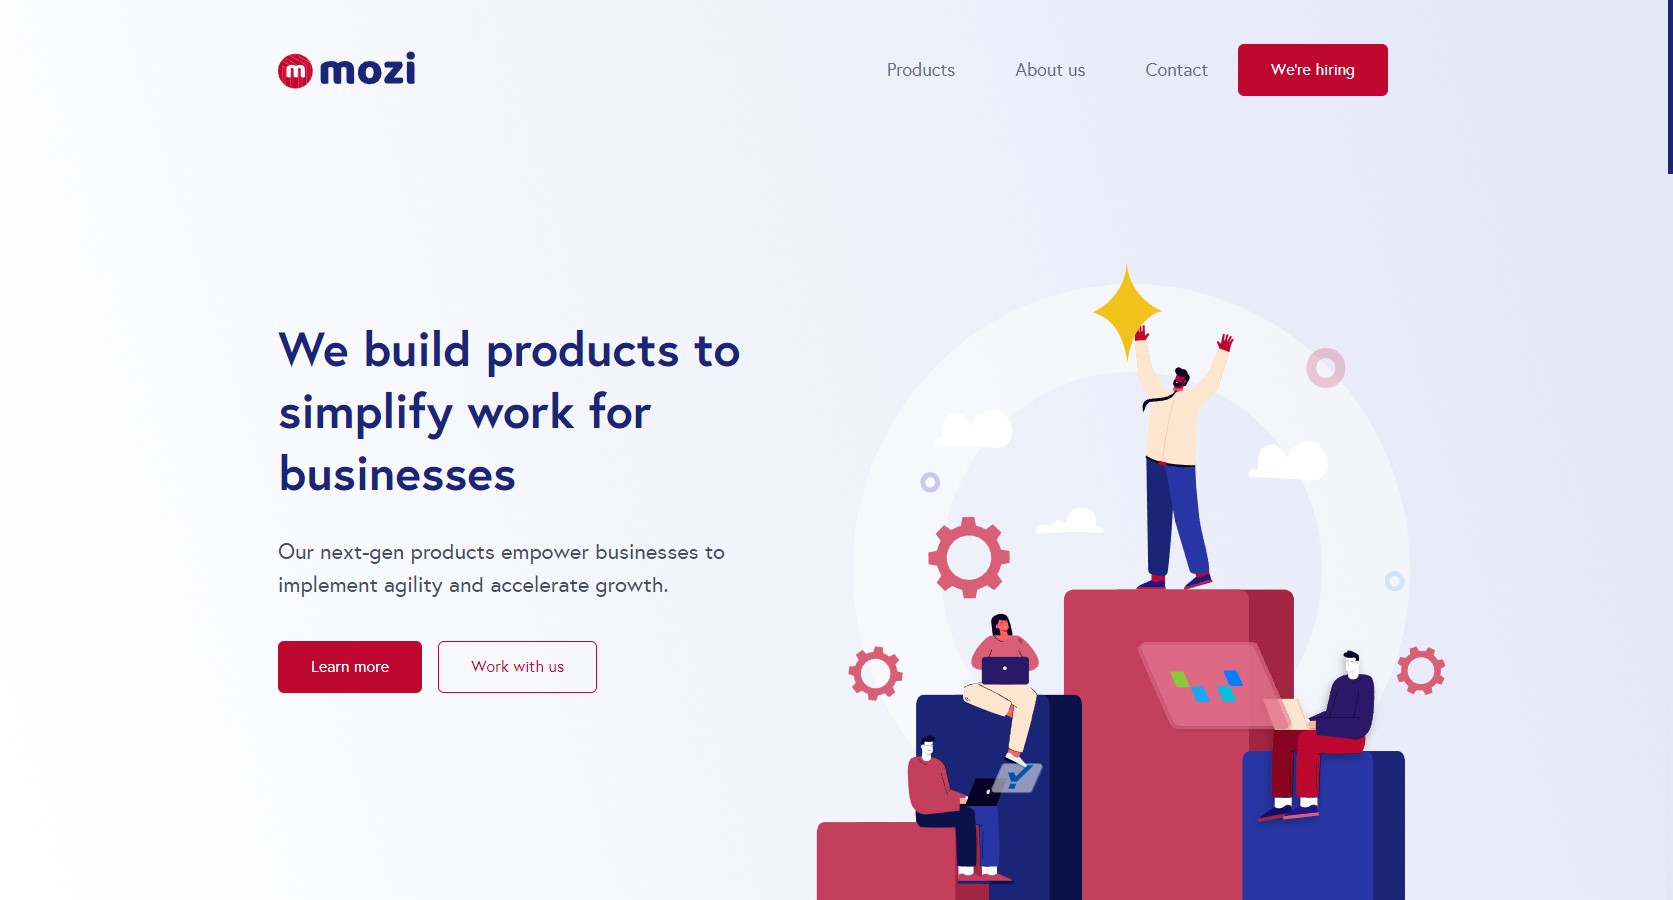 mozi
Products
About us
Contact
We're hiring
We build products to
simplify work for
businesses
Our next-gen products empower businesses to
implement agility and accelerate growth.
Learn more
Work with us